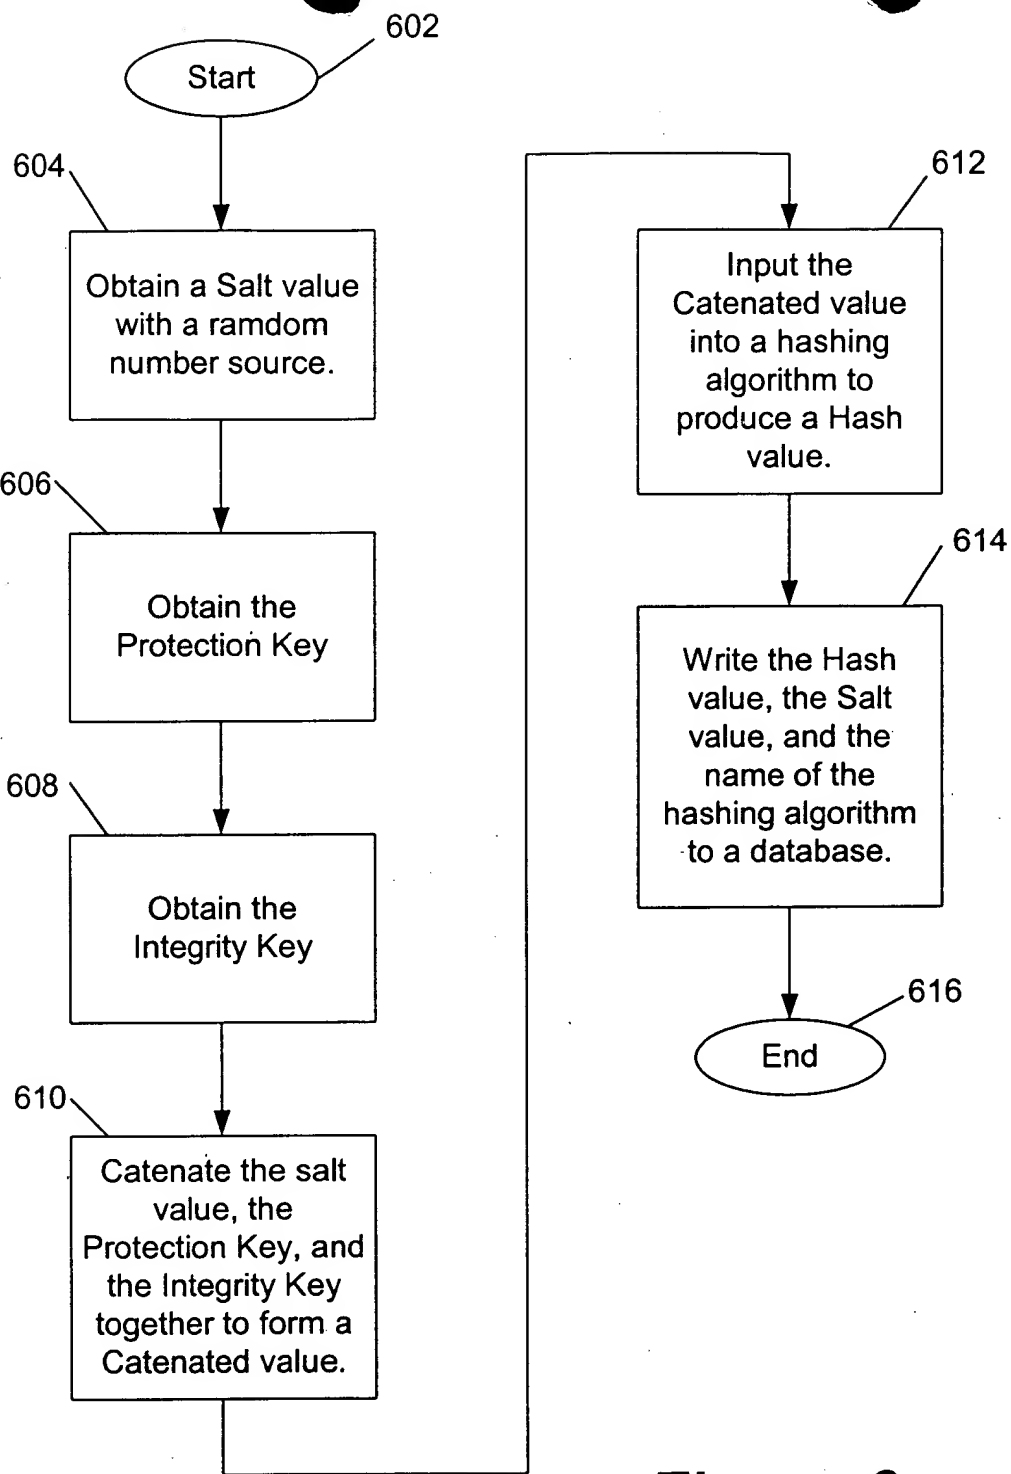 602
Start
604
Obtain a Salt value
with a ramdom
number source.
606
Obtain the
Protection Key
608
Obtain the
Integrity Key
610
Catenate the salt
value, the
Protection Key, and
the Integrity Key
together to form a
Catenated value.
612
Input the
Catenated value
into a hashing
algorithm to
produce a Hash
value.
614
Write the Hash
value, the Salt
value, and the
name of the
hashing algorithm
to a database.
616
End